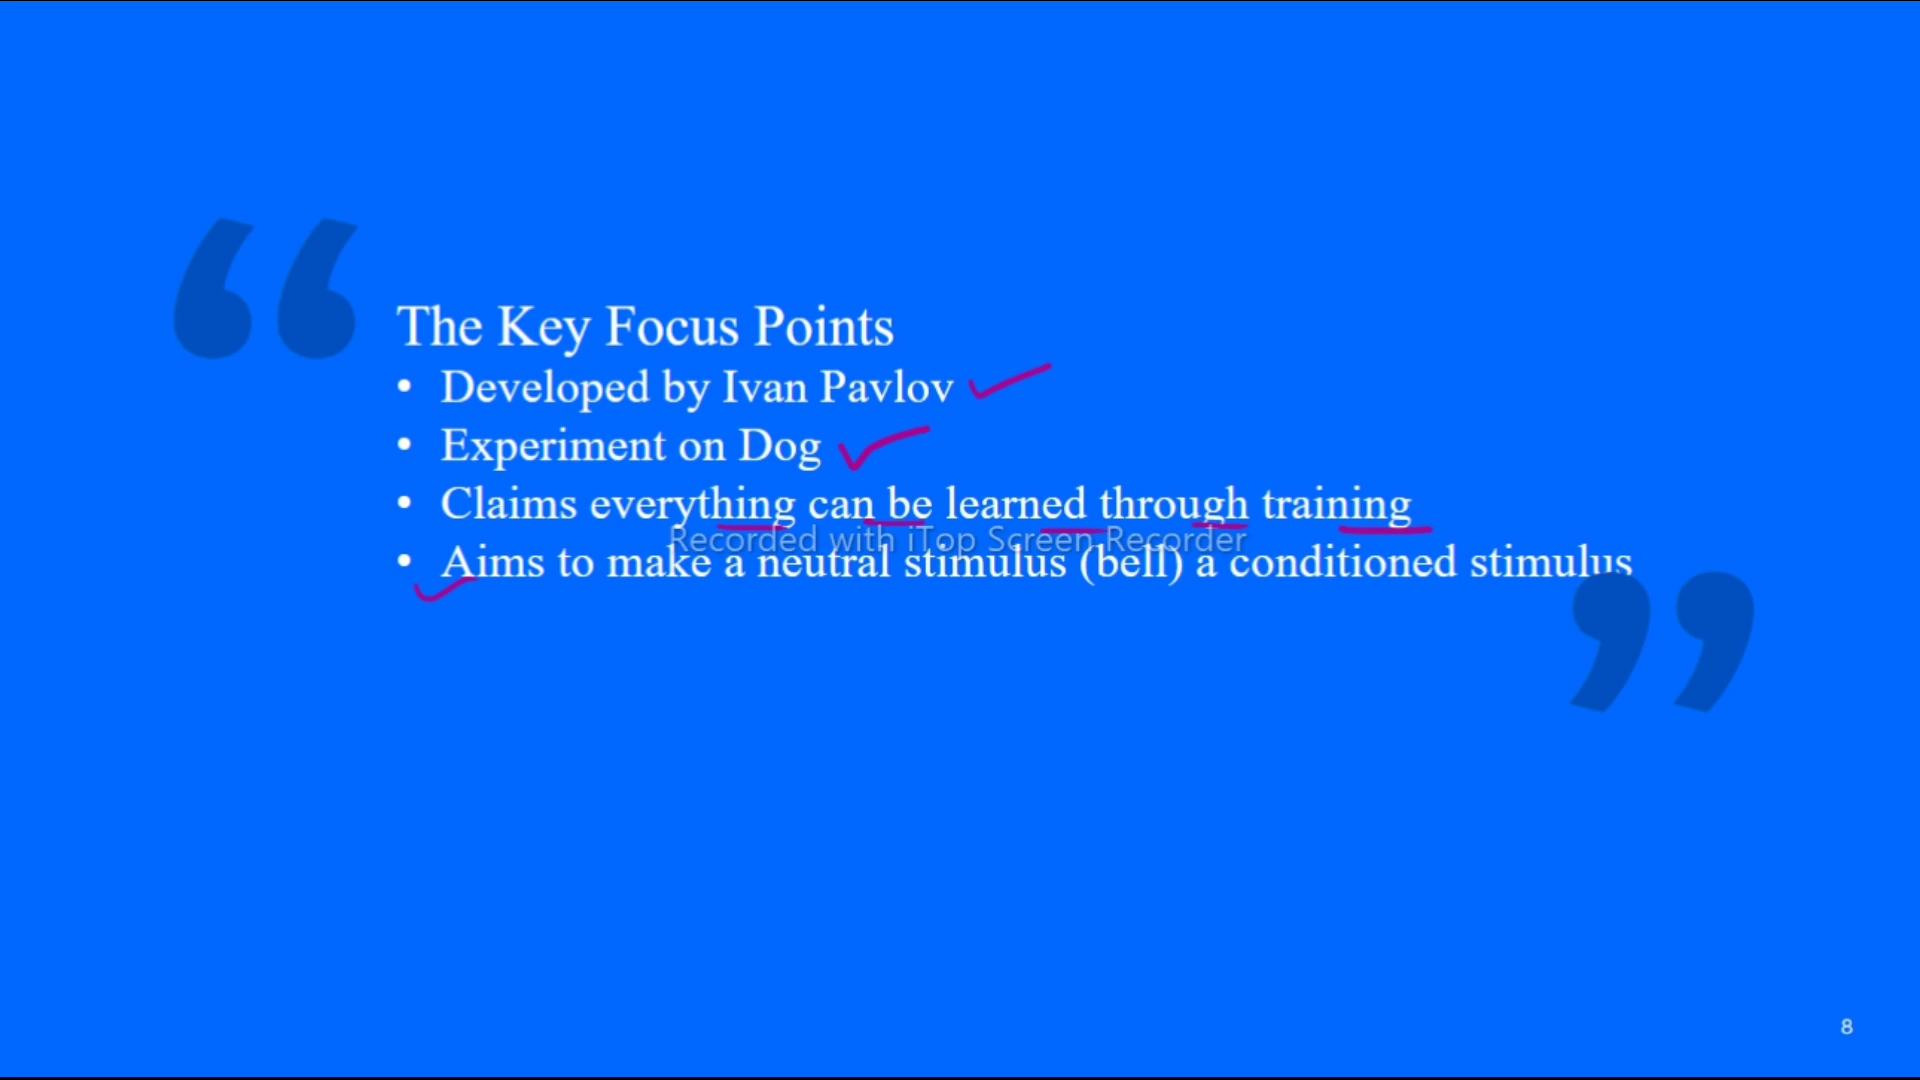 The Key Focus Points
• Developed by Ivan Pavlov
• Experiment on Dog
• Claims everything can be learned through training
Recorded with iTop Screen Recorder
• Aims to make a neutral stimulus (bell) a conditioned stimulus
8